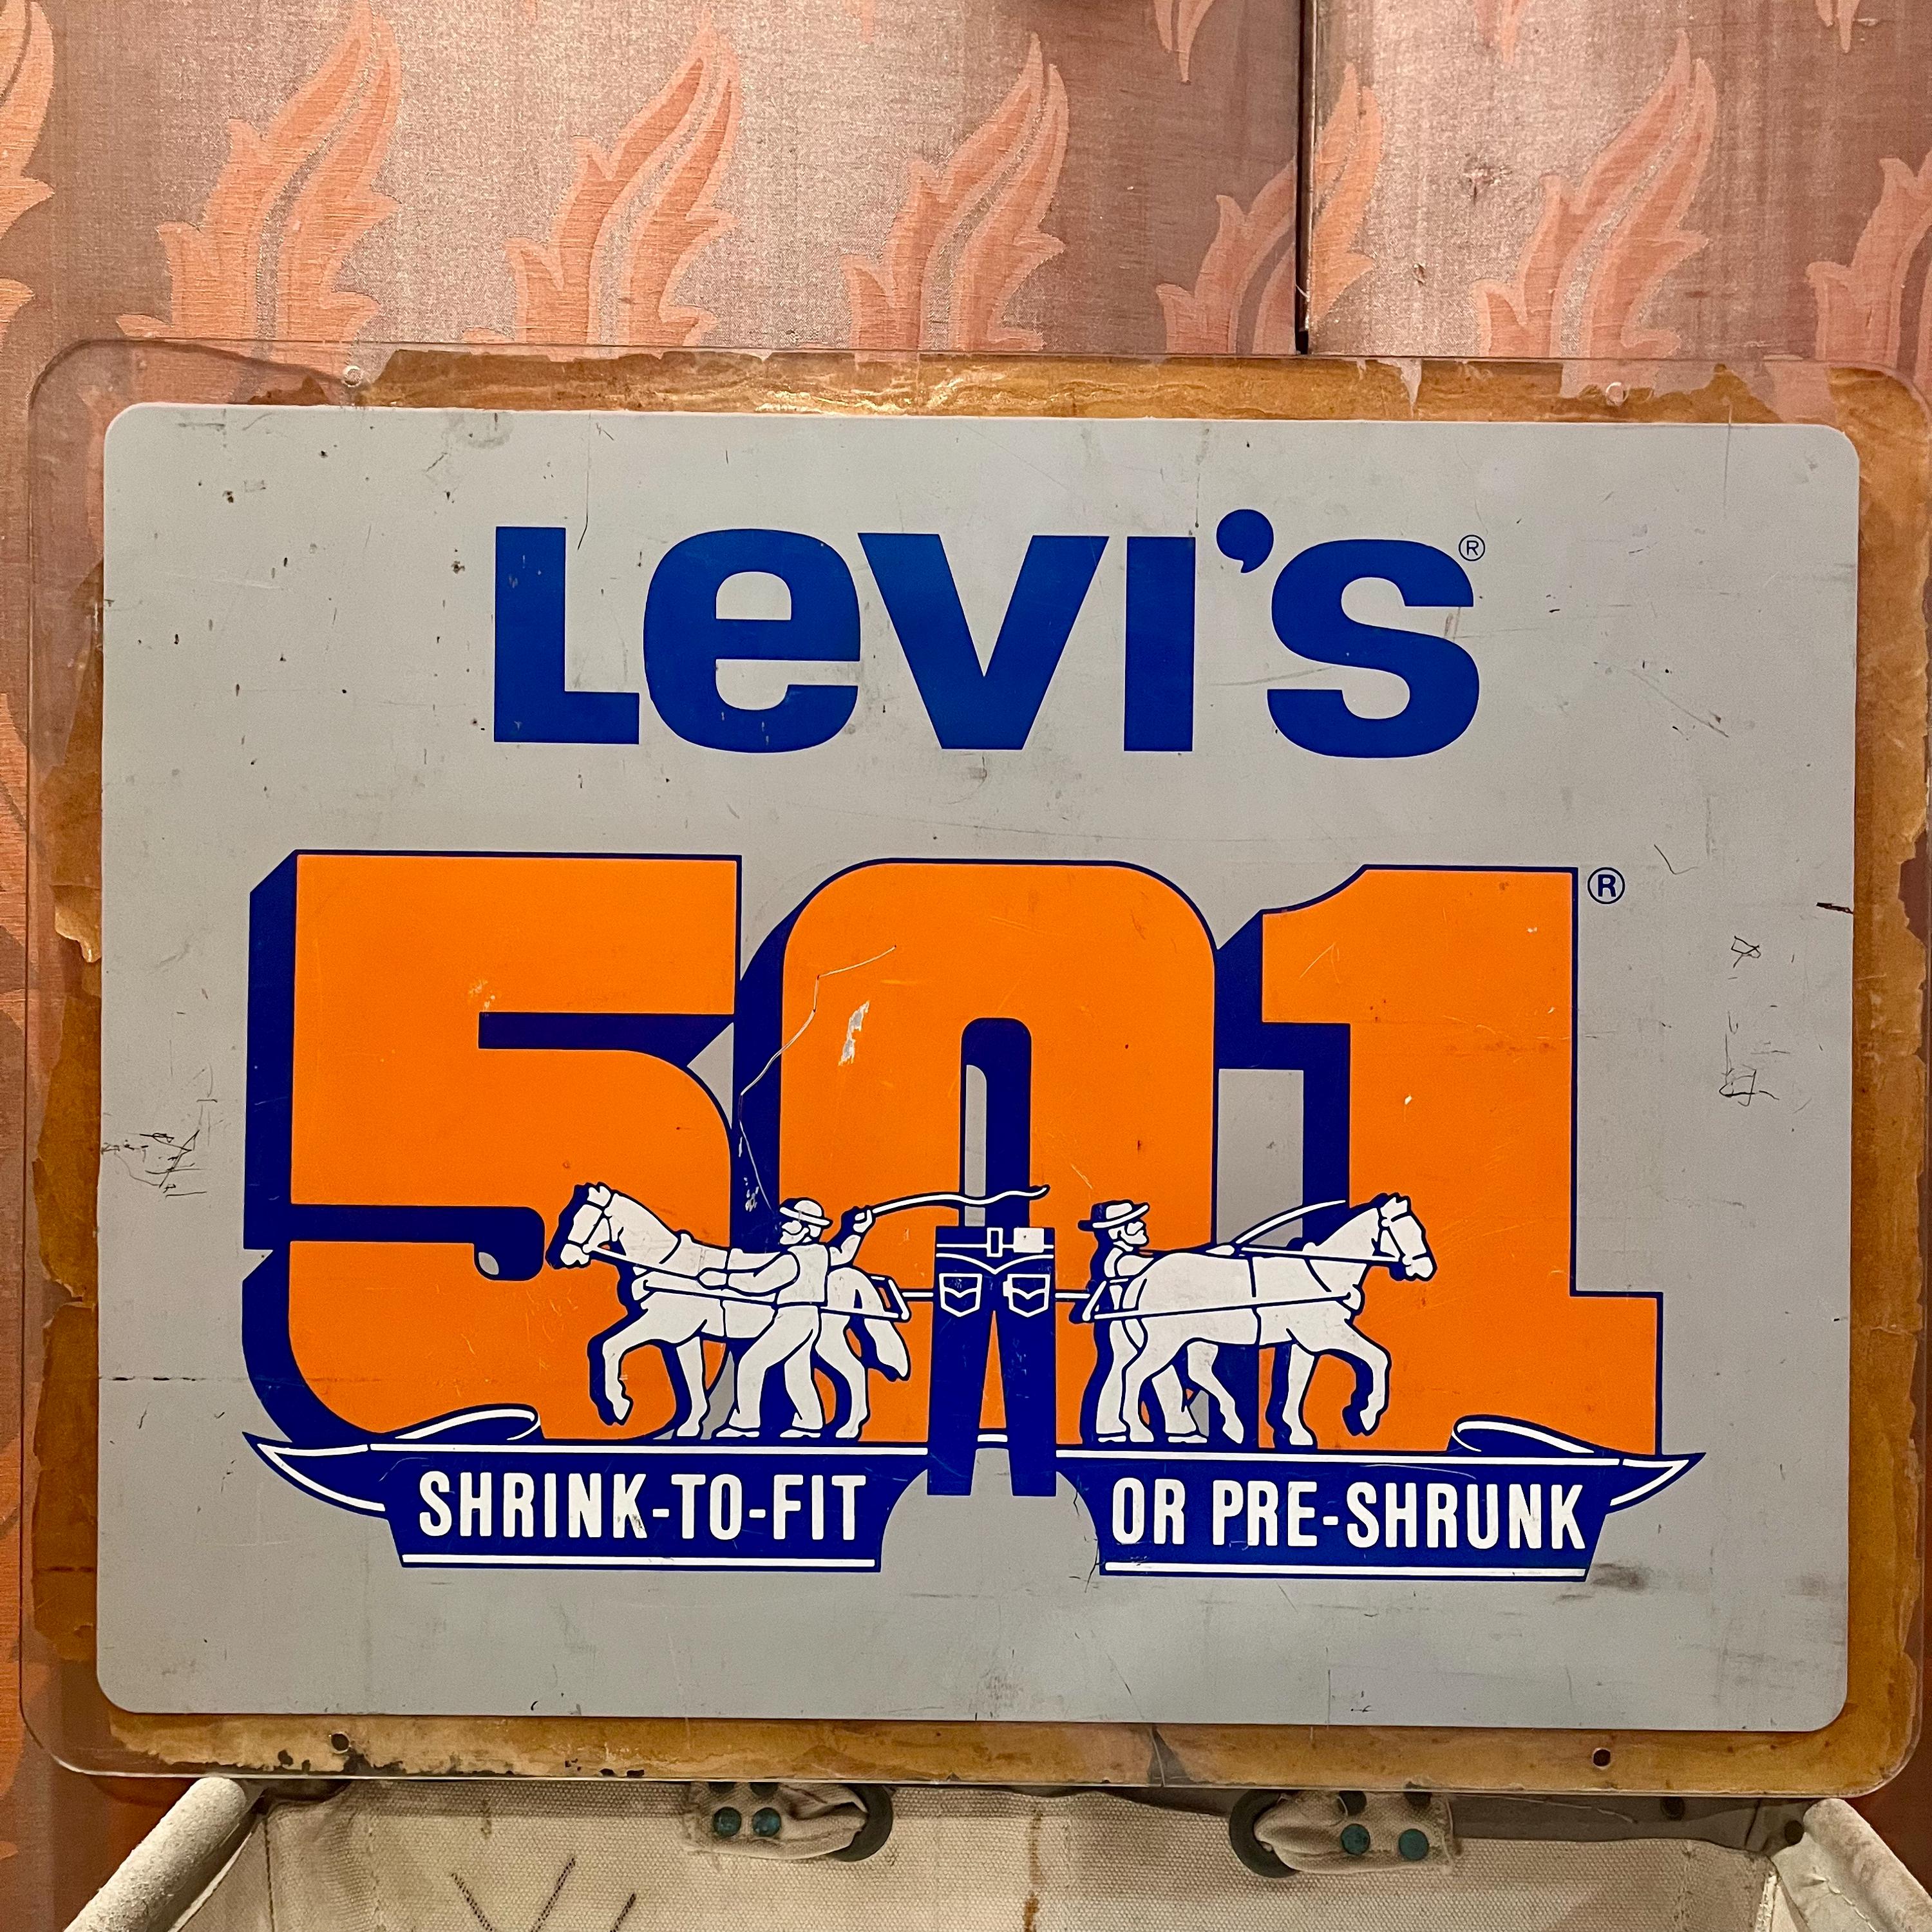 Levi's®
501®
SHRINK-TO-FIT OR PRE-SHRUNK